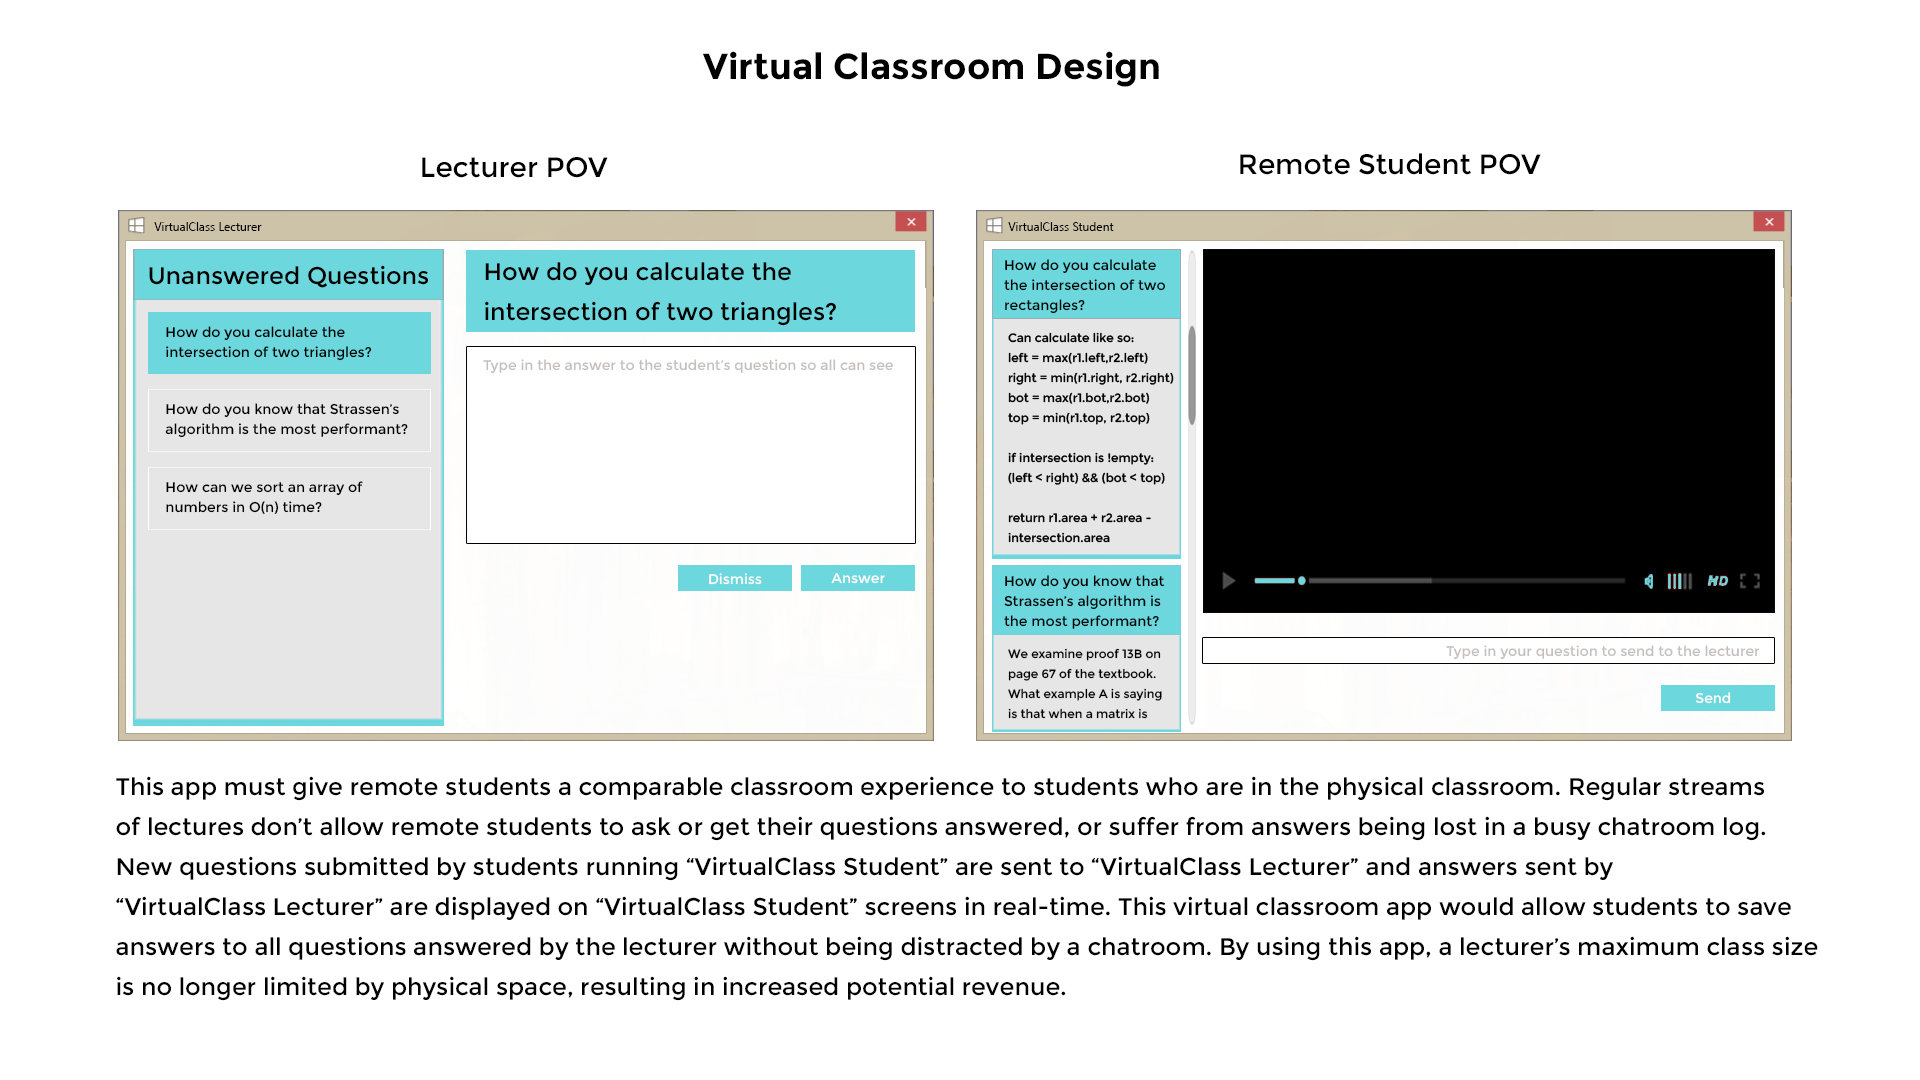 Virtual Classroom Design
Lecturer POV
VirtualClass Lecturer
Unanswered Questions
How do you calculate the
intersection of two triangles?
How do you know that Strassen's
algorithm is the most performant?
How can we sort an array of
numbers in O(n) time?
How do you calculate the
intersection of two triangles?
Type in the answer to the student's question so all can see
Dismiss
Answer
Remote Student POV
VirtualClass Student
How do you calculate
the intersection of two
rectangles?
Can calculate like so:
left = max(r1.left,r2.left)
right = min(r1.right, r2.right)
bot = max(r1.bot,r2.bot)
top = min(r1.top, r2.top)
if intersection is !empty:
(left < right) && (bot < top)
return r1.area + r2.area -
intersection.area
How do you know that
Strassen's algorithm is
the most performant?
We examine proof 13B on
page 67 of the textbook.
What example A is saying
is that when a matrix is
HD
Type in your question to send to the lecturer
Send
This app must give remote students a comparable classroom experience to students who are in the physical classroom. Regular streams
of lectures don’t allow remote students to ask or get their questions answered, or suffer from answers being lost in a busy chatroom log.
New questions submitted by students running “VirtualClass Student” are sent to “VirtualClass Lecturer” and answers sent by
“VirtualClass Lecturer” are displayed on “VirtualClass Student” screens in real-time. This virtual classroom app would allow students to save
answers to all questions answered by the lecturer without being distracted by a chatroom. By using this app, a lecturer’s maximum class size
is no longer limited by physical space, resulting in increased potential revenue.